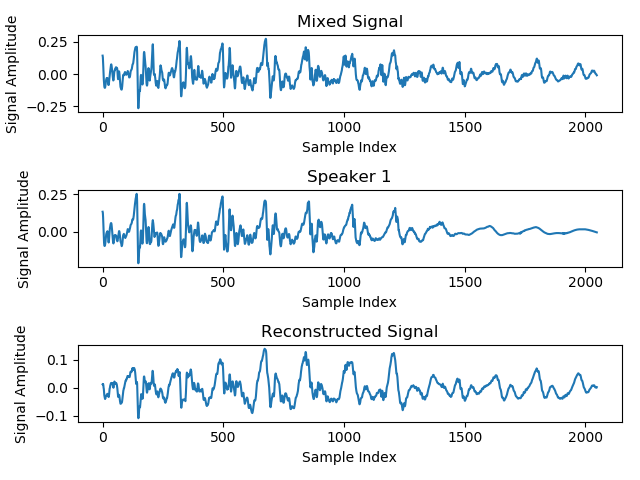 Mixed Signal
Signal Amplitude
0.25
0.00
−0.25
0 500 1000 1500 2000
Sample Index
Speaker 1
Signal Amplitude
0.25
0.00
0 500 1000 1500 2000
Sample Index
Reconstructed Signal
Signal Amplitude
0.1
0.0
−0.1
0 500 1000 1500 2000
Sample Index